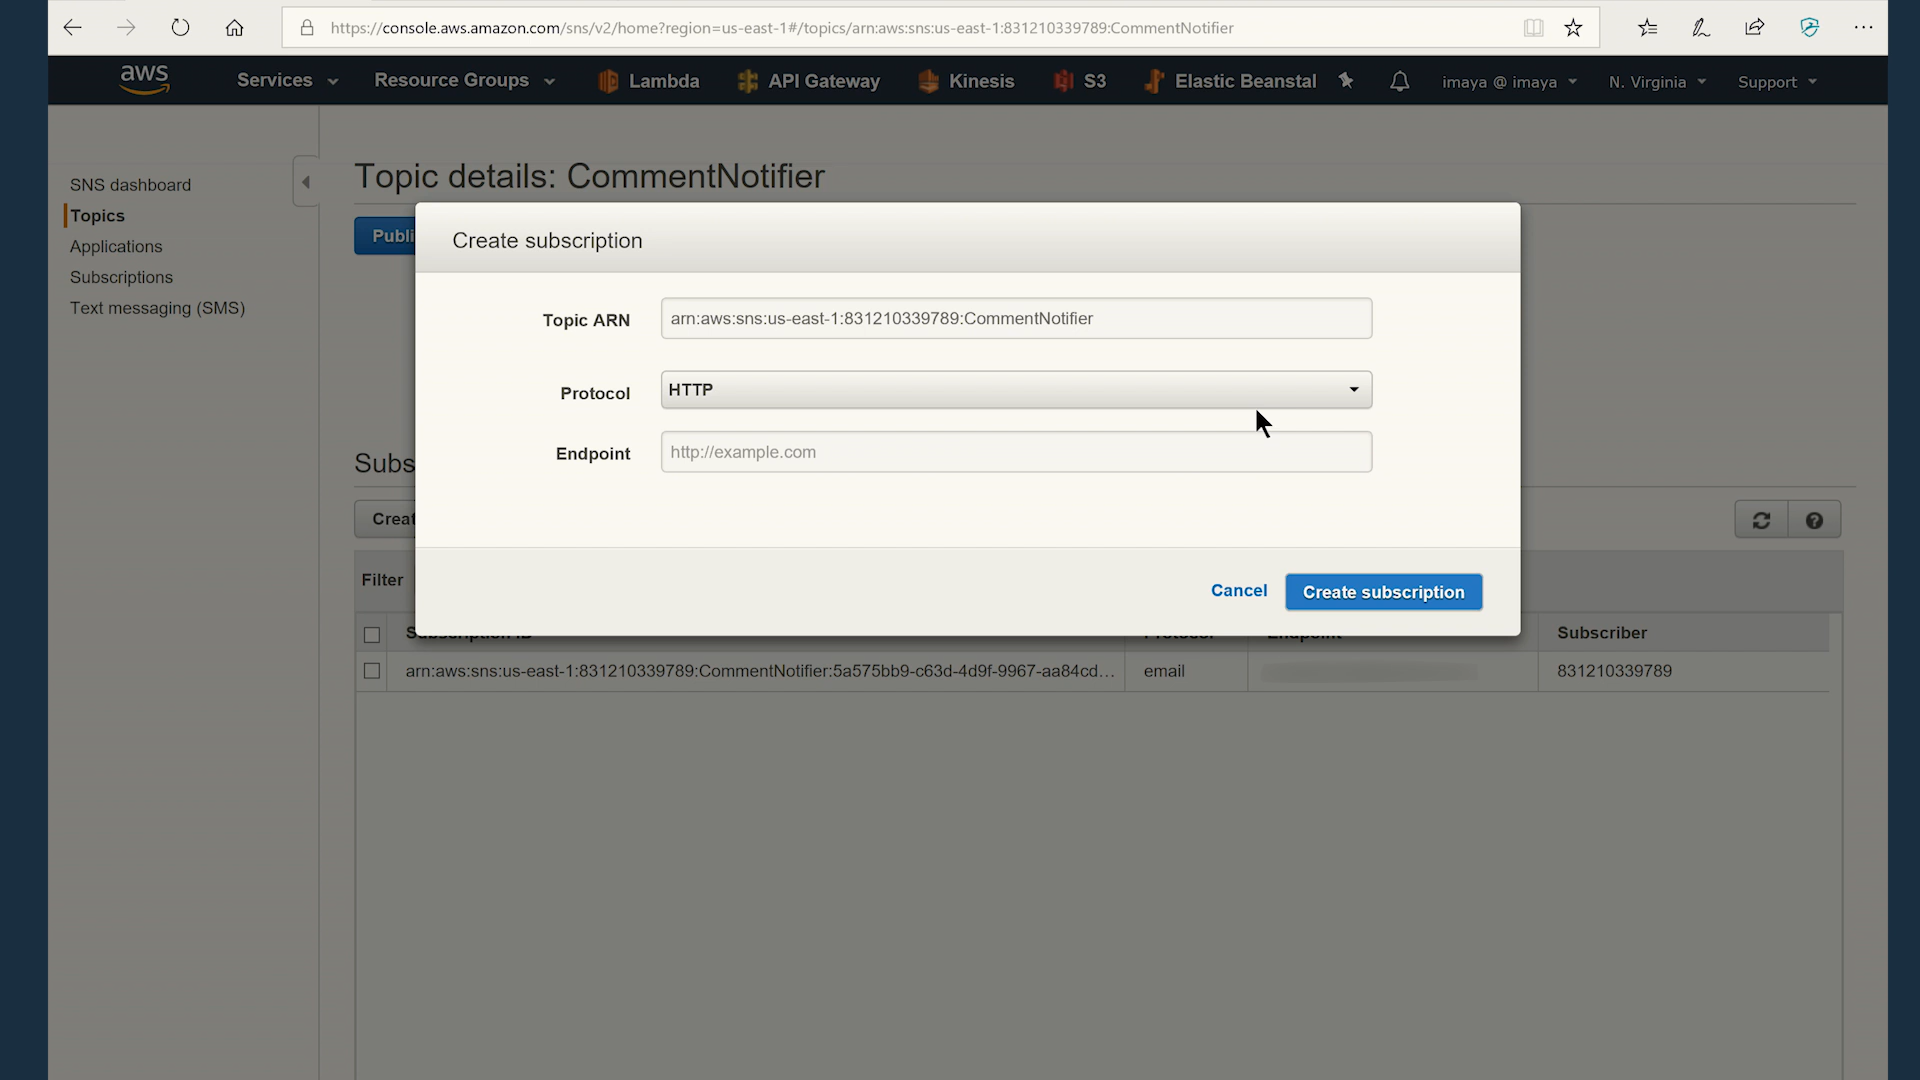 https://console.aws.amazon.com/sns/v2/home?region=us-east-1#/topics/arn:aws:sns:us-east-1:831210339789:CommentNotifier
aws
Services
Resource Groups
Lambda
API Gateway
Kinesis
S3
Elastic Beanstal
imaya @ imaya
N. Virginia
Support
SNS dashboard
Topics
Applications
Subscriptions
Text messaging (SMS)
Topic details: CommentNotifier
Publi
Create subscription
Topic ARN
arn:aws:sns:us-east-1:831210339789:CommentNotifier
Protocol
HTTP
Endpoint
http://example.com
Cancel
Create subscription
Subs
Creat
Filter
Subscription ID
Protocol
Endpoint
Subscriber
arn:aws:sns:us-east-1:831210339789:CommentNotifier:5a575bb9-c63d-4d9f-9967-aa84cd...
email
831210339789